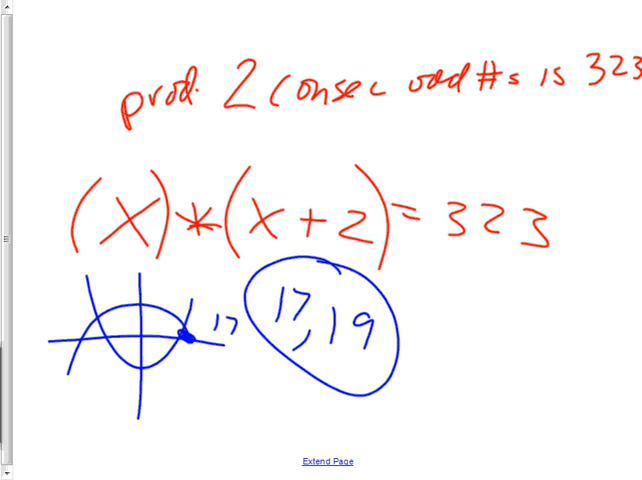 prod. 2 consec odd #s is 323
(x)*(x+2)=323
17
17,19
Extend Page